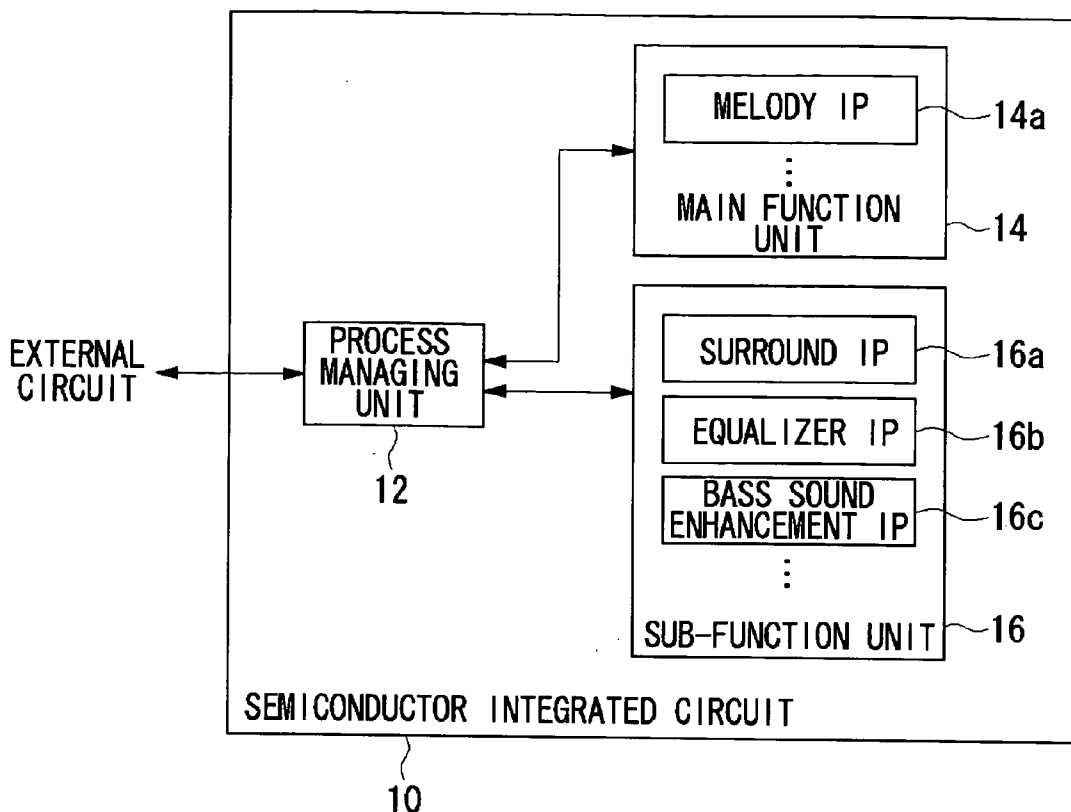 MELODY IP
14a
MAIN FUNCTION
UNIT
14
EXTERNAL
CIRCUIT
PROCESS
MANAGING
UNIT
12
SURROUND IP
16a
EQUALIZER IP
16b
BASS SOUND
ENHANCEMENT IP
16c
SUB-FUNCTION UNIT
16
SEMICONDUCTOR INTEGRATED CIRCUIT
10